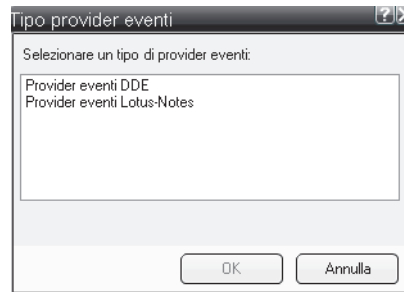 Tipo provider eventi
Selezionare un tipo di provider eventi:
Provider eventi DDE
Provider eventi Lotus-Notes
OK
Annulla